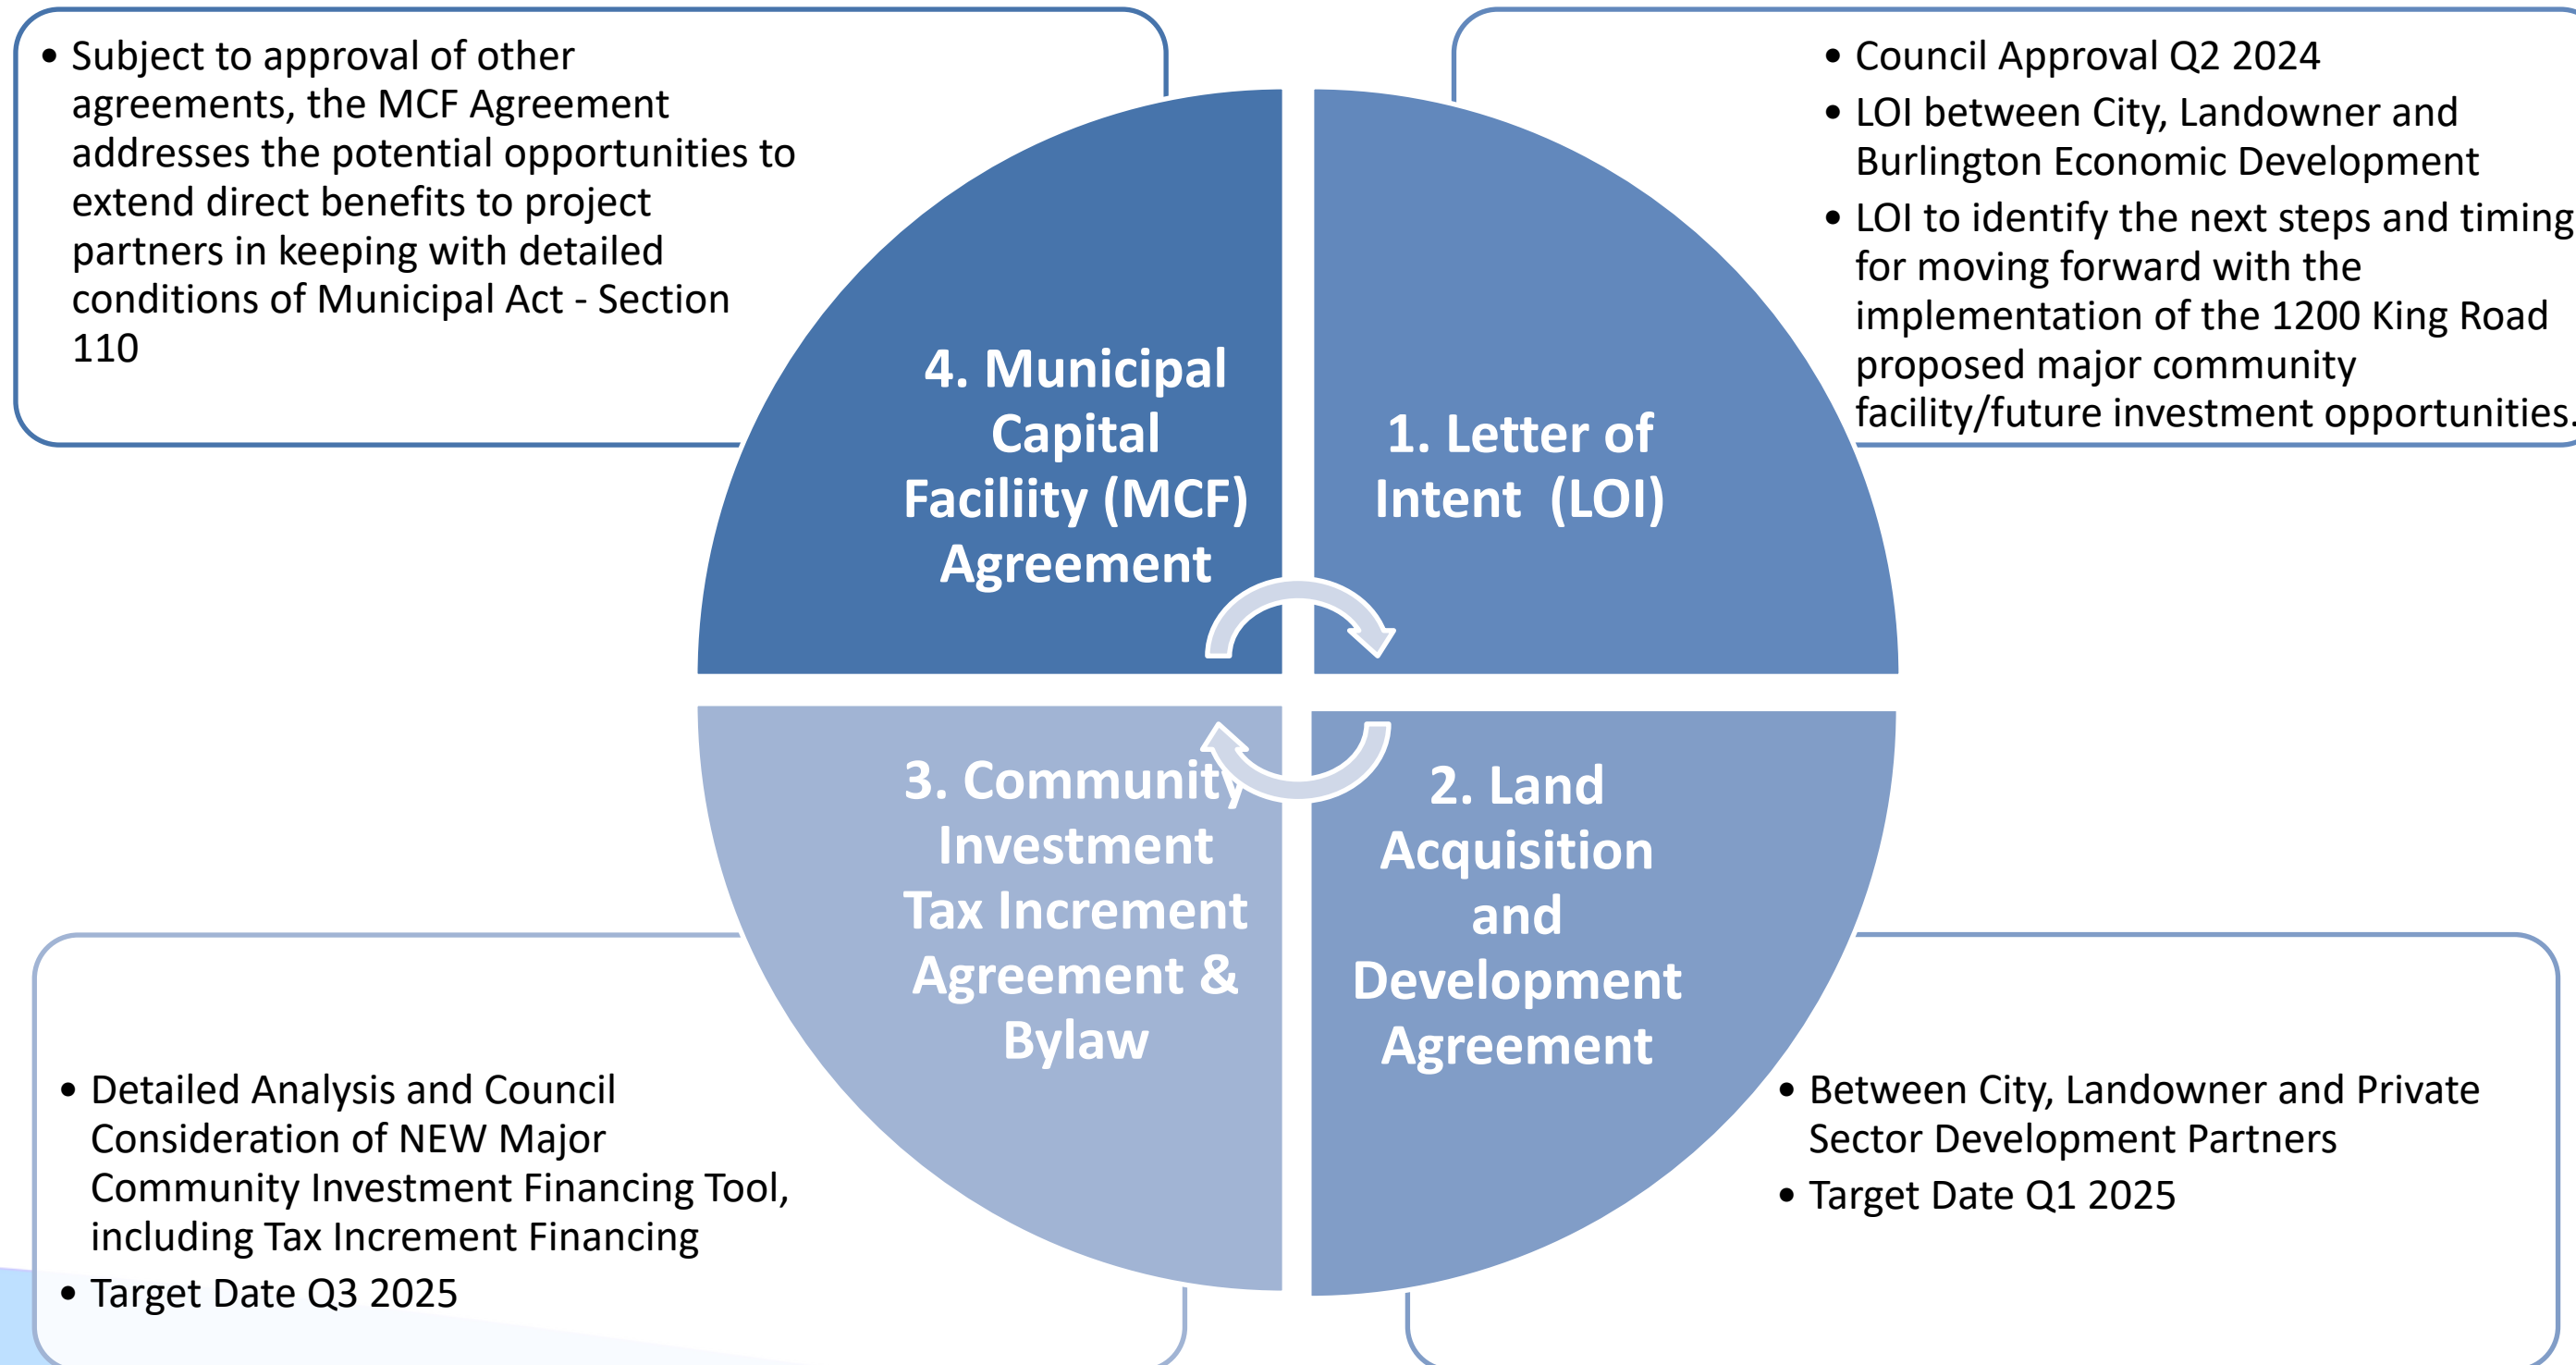 • Subject to approval of other
agreements, the MCF Agreement
addresses the potential opportunities to
extend direct benefits to project
partners in keeping with detailed
conditions of Municipal Act - Section
110
• Council Approval Q2 2024
• LOI between City, Landowner and
Burlington Economic Development
• LOI to identify the next steps and timing
for moving forward with the
implementation of the 1200 King Road
proposed major community
facility/future investment opportunities.
4. Municipal
Capital
Faciliity (MCF)
Agreement
1. Letter of
Intent (LOI)
3. Community
Investment
Tax Increment
Agreement &
Bylaw
2. Land
Acquisition
and
Development
Agreement
• Detailed Analysis and Council
Consideration of NEW Major
Community Investment Financing Tool,
including Tax Increment Financing
• Target Date Q3 2025
• Between City, Landowner and Private
Sector Development Partners
• Target Date Q1 2025